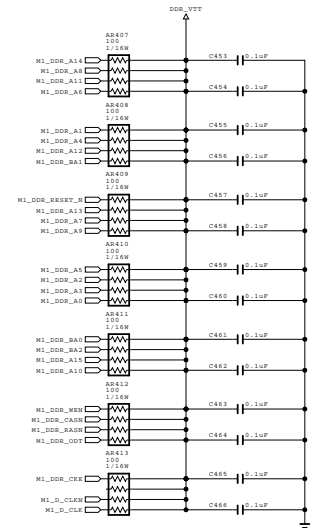 DDR_VTT
AR407
100
1/16W
M1_DDR_A14
M1_DDR_A8
M1_DDR_A11
M1_DDR_A6
C453 0.1uF
C454 0.1uF
AR408
100
1/16W
M1_DDR_A1
M1_DDR_A4
M1_DDR_A12
M1_DDR_BA1
C455 0.1uF
C456 0.1uF
AR409
100
1/16W
M1_DDR_RESET_N
M1_DDR_A13
M1_DDR_A7
M1_DDR_A9
C457 0.1uF
C458 0.1uF
AR410
100
1/16W
M1_DDR_A5
M1_DDR_A2
M1_DDR_A3
M1_DDR_A0
C459 0.1uF
C460 0.1uF
AR411
100
1/16W
M1_DDR_BA0
M1_DDR_BA2
M1_DDR_A15
M1_DDR_A10
C461 0.1uF
C462 0.1uF
AR412
100
1/16W
M1_DDR_WEN
M1_DDR_CASN
M1_DDR_RASN
M1_DDR_ODT
C463 0.1uF
C464 0.1uF
AR413
100
1/16W
M1_DDR_CKE
M1_D_CLKN
M1_D_CLK
C465 0.1uF
C466 0.1uF